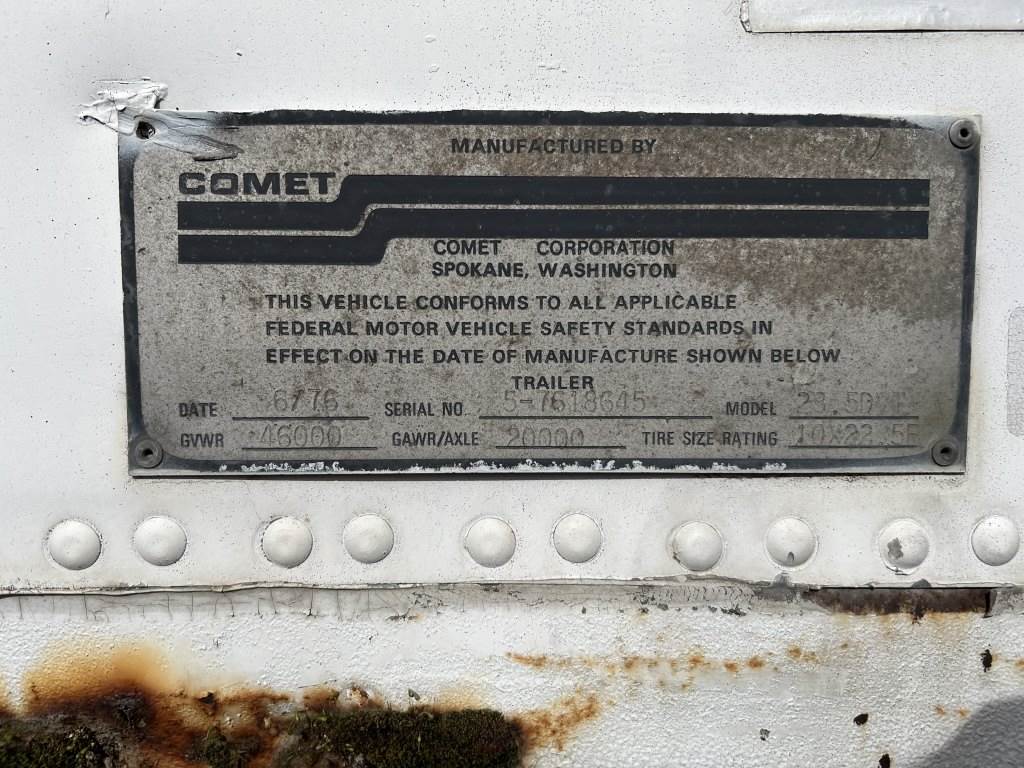 MANUFACTURED BY
COMET
COMET CORPORATION
SPOKANE, WASHINGTON
THIS VEHICLE CONFORMS TO ALL APPLICABLE
FEDERAL MOTOR VEHICLE SAFETY STANDARDS IN
EFFECT ON THE DATE OF MANUFACTURE SHOWN BELOW
TRAILER
DATE 6/76 SERIAL NO. 5-7618645 MODEL
GVWR 46000 GAWR/AXLE 20000 TIRE SIZE RATING 10X22.5F